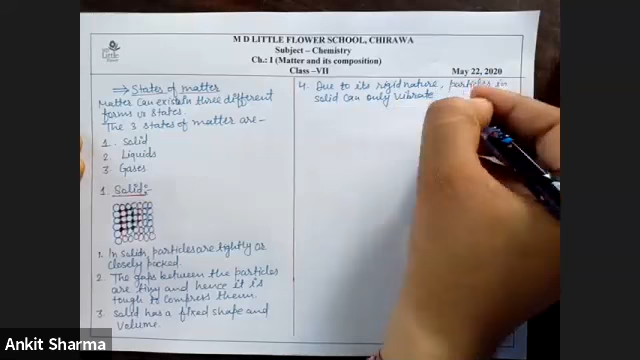 M D LITTLE FLOWER SCHOOL, CHIRAWA
Subject – Chemistry
Ch.: I (Matter and its composition)
Class –VII
May 22, 2020
⇒ States of matter
Matter Can exist in three different
forms or states.
The 3 states of matter are –
1. Solid
2. Liquids
3. Gases
1. Solid:
1. In Solids particles are tightly or
closely packed.
2. The gaps between the particles
are tiny and hence it is
tough to compress them.
3. Solid has a fixed shape and
volume.
4. Due to its rigid nature, particles in
solid can only vibrate
Ankit Sharma